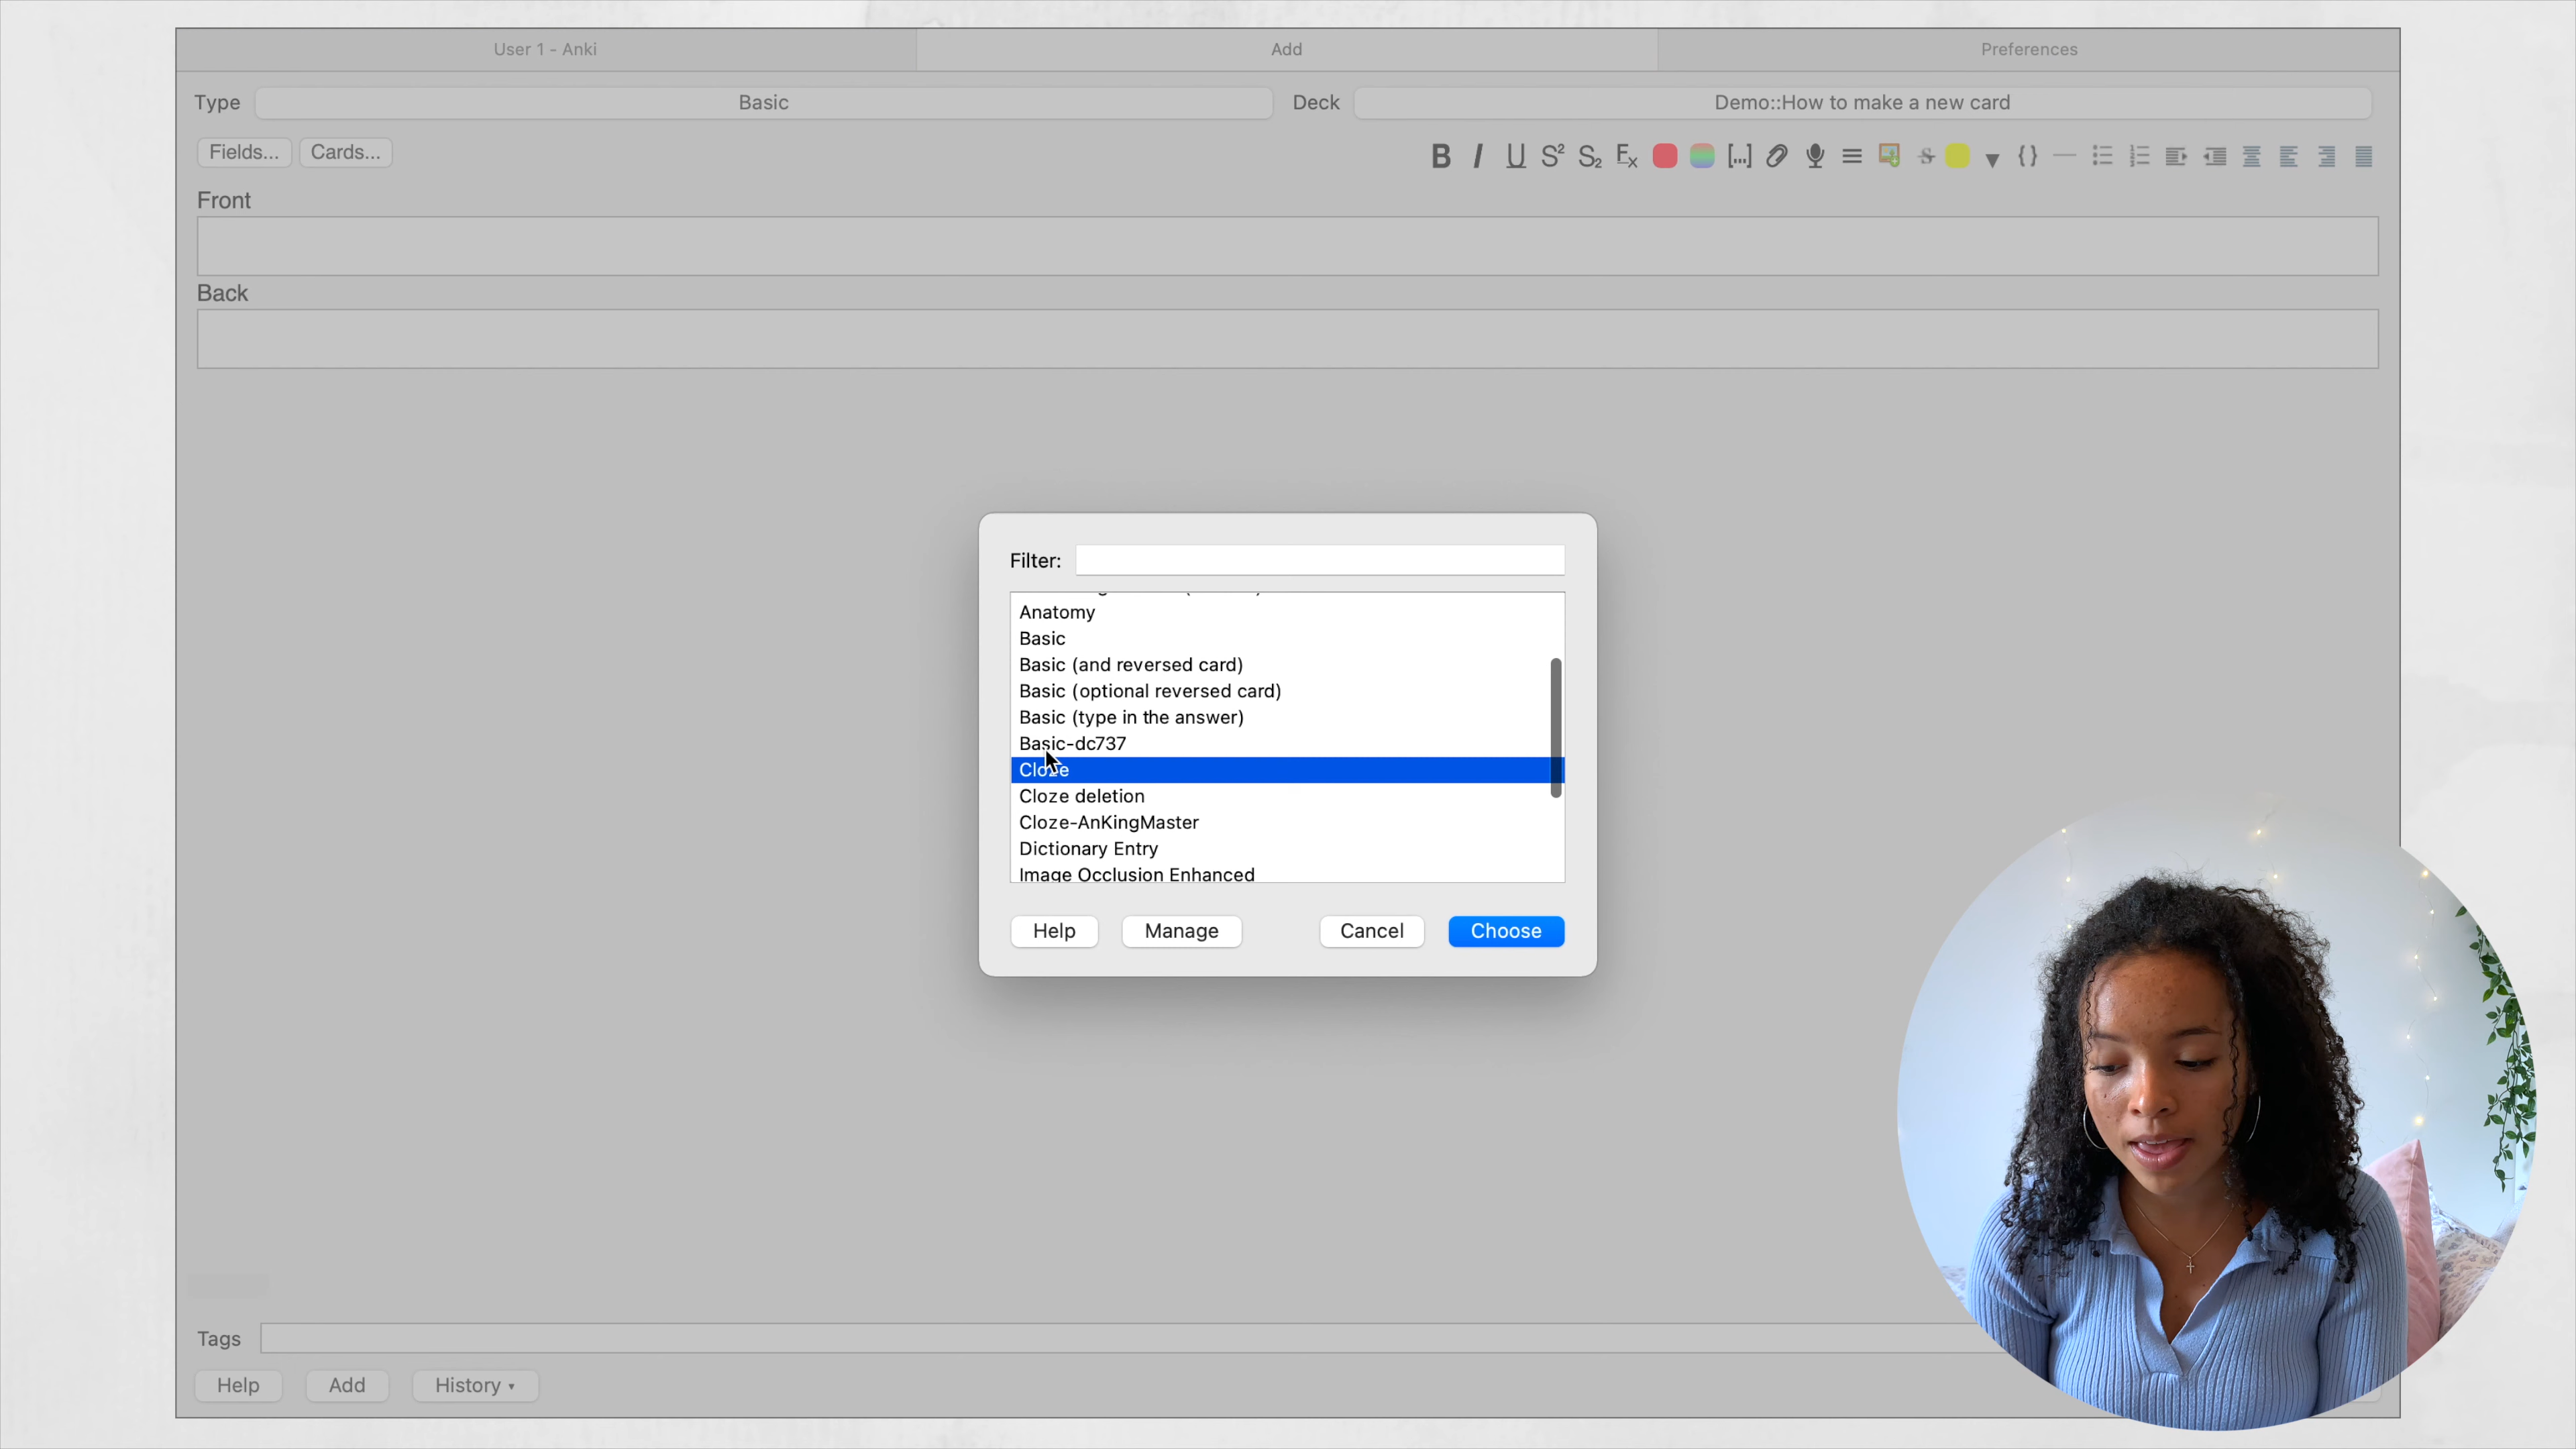 User 1 - Anki
Add
Preferences
Type
Basic
Deck
Demo::How to make a new card
Fields...
Cards...
Front
Back
Filter:
Anatomy
Basic
Basic (and reversed card)
Basic (optional reversed card)
Basic (type in the answer)
Basic-dc737
Cloze
Cloze deletion
Cloze-AnKingMaster
Dictionary Entry
Image Occlusion Enhanced
Help
Manage
Cancel
Choose
Tags
Help
Add
History ▾